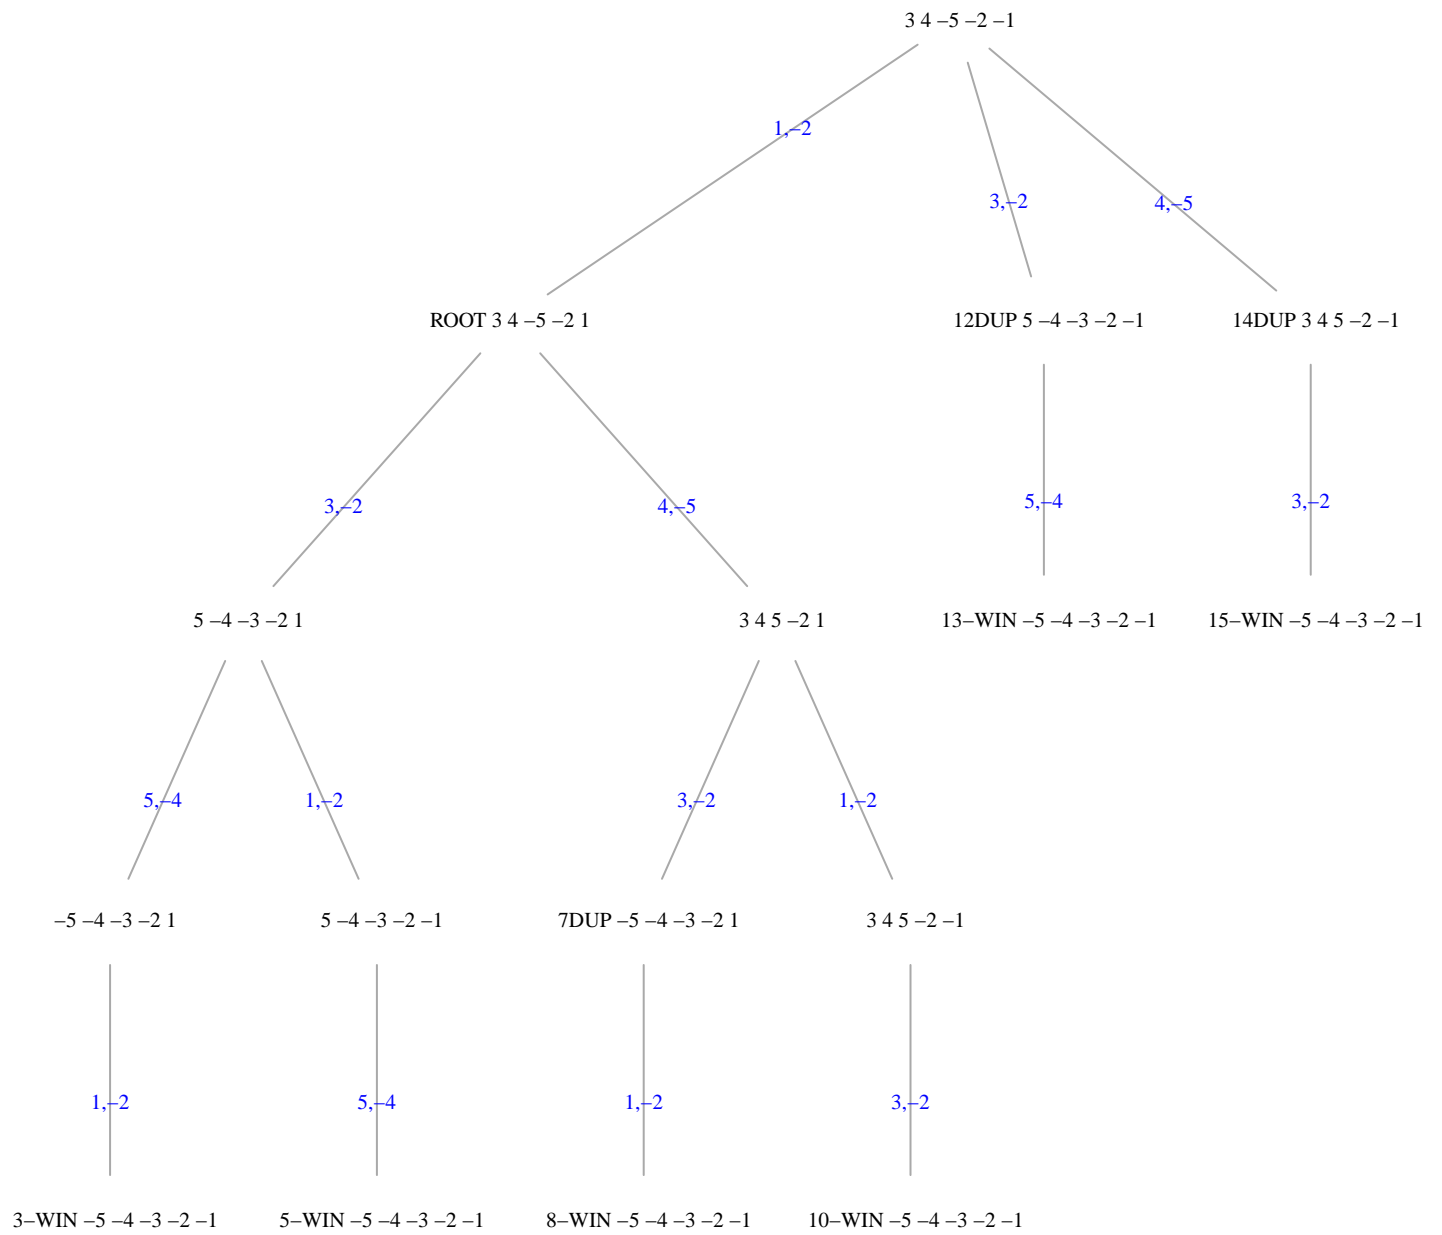 3 4 –5 –2 –1
1,–2
3,–2
4,–5
ROOT 3 4 –5 –2 1
12DUP 5 –4 –3 –2 –1
14DUP 3 4 5 –2 –1
3,–2
4,–5
5,–4
3,–2
5 –4 –3 –2 1
3 4 5 –2 1
13–WIN –5 –4 –3 –2 –1
15–WIN –5 –4 –3 –2 –1
5,–4
1,–2
3,–2
1,–2
–5 –4 –3 –2 1
5 –4 –3 –2 –1
7DUP –5 –4 –3 –2 1
3 4 5 –2 –1
1,–2
5,–4
1,–2
3,–2
3–WIN –5 –4 –3 –2 –1
5–WIN –5 –4 –3 –2 –1
8–WIN –5 –4 –3 –2 –1
10–WIN –5 –4 –3 –2 –1